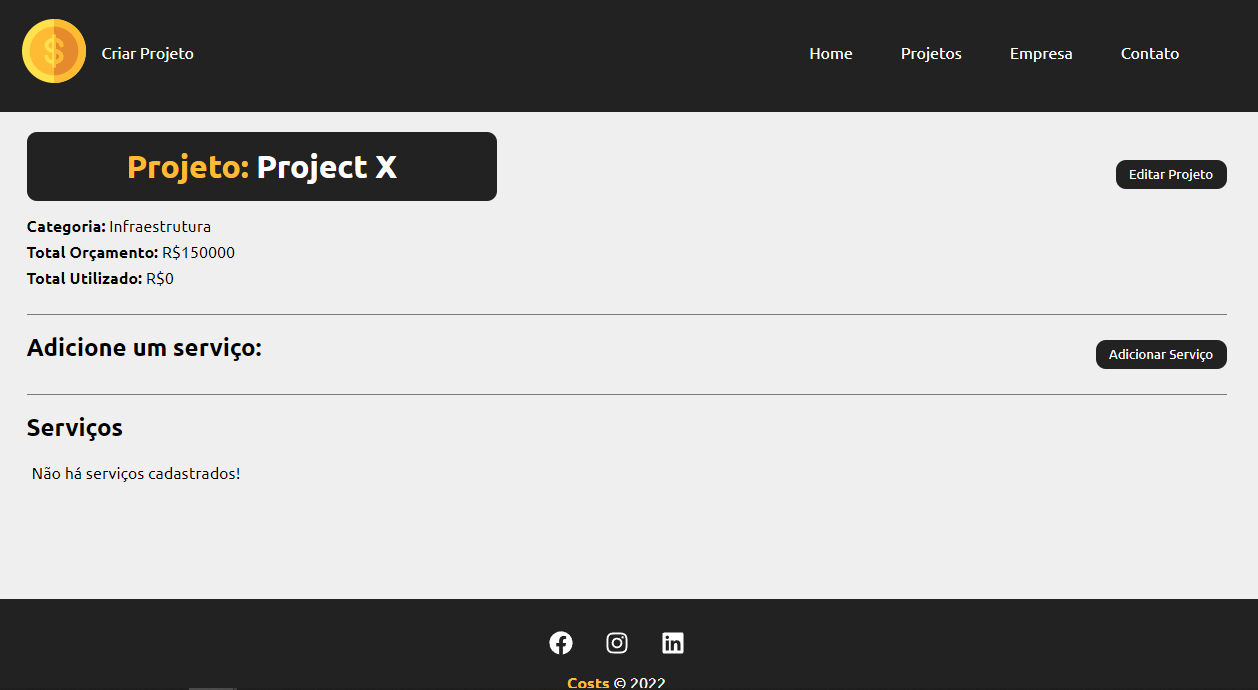 $
Criar Projeto
Home Projetos Empresa Contato
Projeto: Project X
Editar Projeto
Categoria: Infraestrutura
Total Orçamento: R$150000
Total Utilizado: R$0
Adicione um serviço:
Adicionar Serviço
Serviços
Não há serviços cadastrados!
Costs © 2022